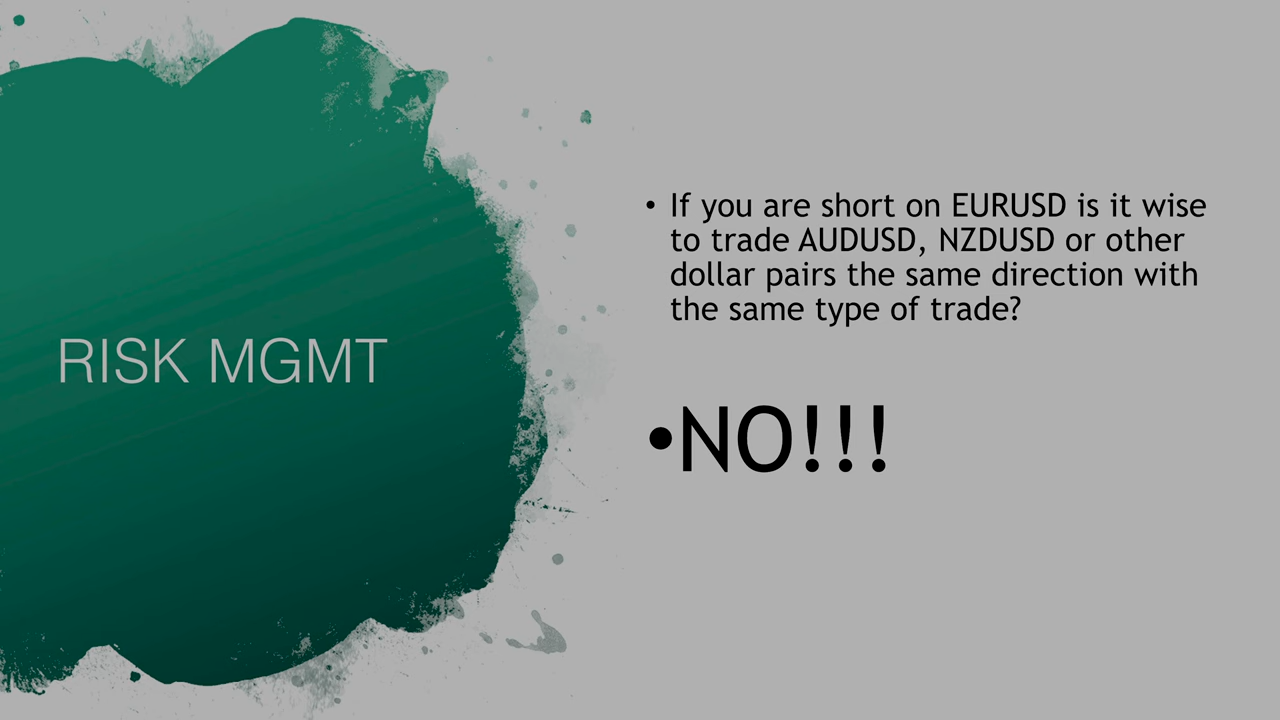 RISK MGMT
• If you are short on EURUSD is it wise
to trade AUDUSD, NZDUSD or other
dollar pairs the same direction with
the same type of trade?
•NO!!!